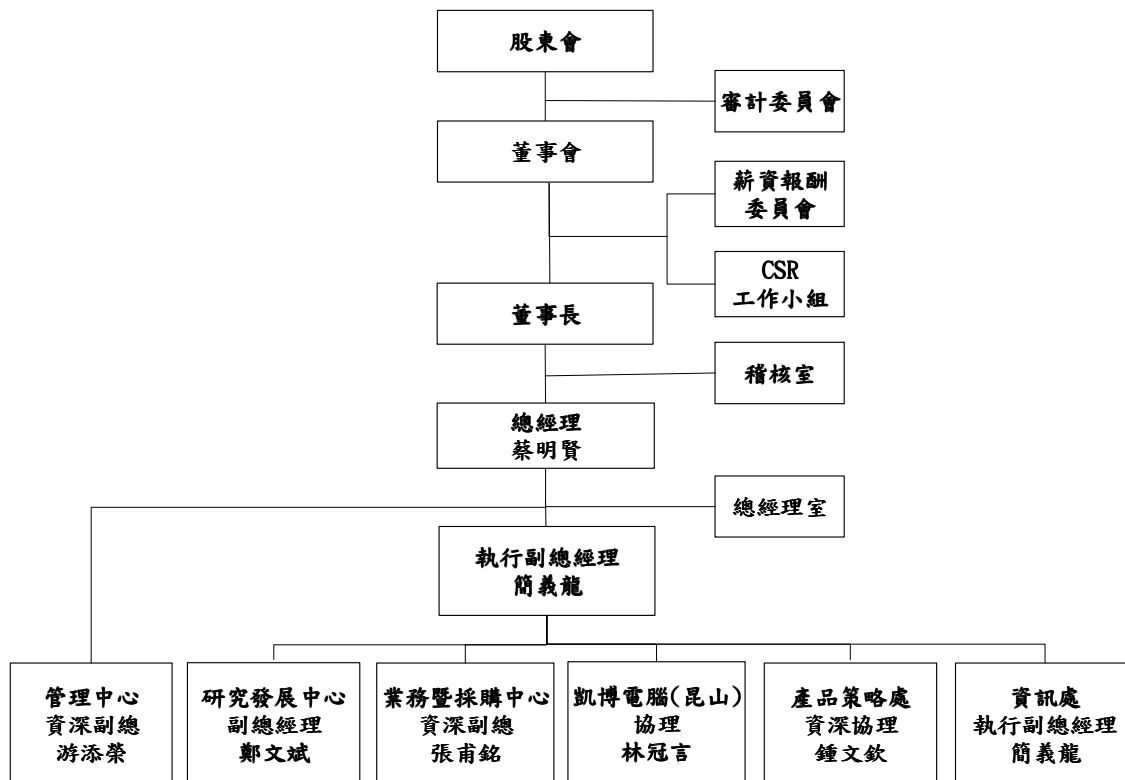 股東會
審計委員會
董事會
薪資報酬
委員會
CSR
工作小組
董事長
稽核室
總經理
蔡明賢
總經理室
執行副總經理
簡義龍
管理中心
資深副總
游添榮
研究發展中心
副總經理
鄭文斌
業務暨採購中心
資深副總
張甫銘
凱博電腦(昆山)
協理
林冠言
產品策略處
資深協理
鍾文欽
資訊處
執行副總經理
簡義龍